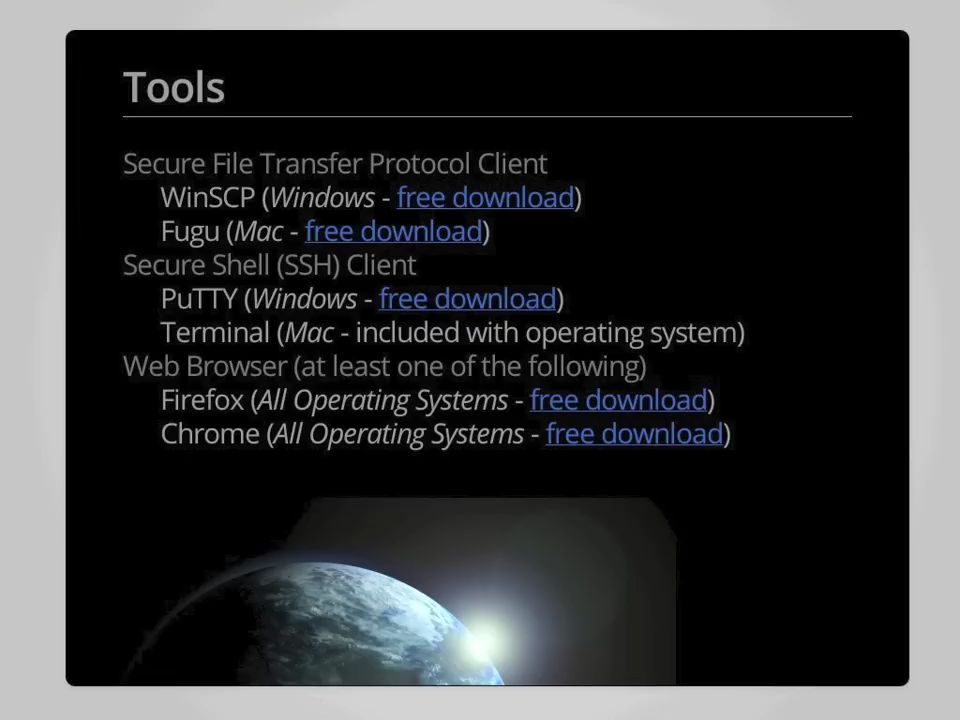 Tools
Secure File Transfer Protocol Client
WinSCP (Windows - free download)
Fugu (Mac - free download)
Secure Shell (SSH) Client
PuTTY (Windows - free download)
Terminal (Mac - included with operating system)
Web Browser (at least one of the following)
Firefox (All Operating Systems - free download)
Chrome (All Operating Systems - free download)